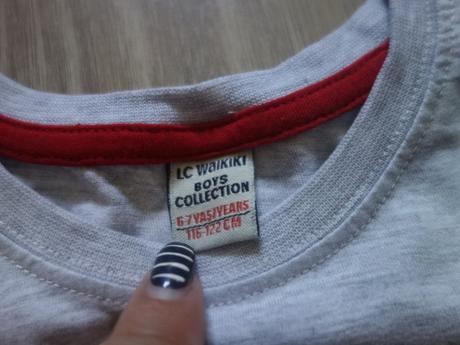 LC WaiKiKi
BOYS
COLLECTION
6-7 YAŞ/YEARS
116-122 CM